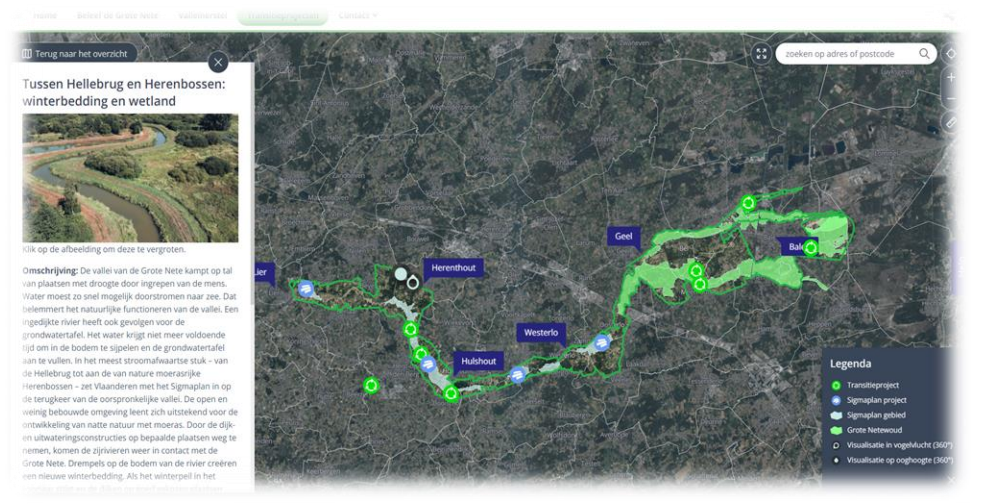 Home Beleef de Grote Nete Valleibeheer Transitieprojecten Contact
Terug naar het overzicht
zoeken op adres of postcode
Tussen Hellebrug en Herenbossen:
winterbedding en wetland
Klik op de afbeelding om deze te vergroten.
Omschrijving: De vallei van de Grote Nete kampt op tal
van plaatsen met droogte door ingrepen van de mens.
Water moest zo snel mogelijk doorstromen naar zee. Dat
belemmert het natuurlijke functioneren van de vallei. Een
ingedijkte rivier heeft ook gevolgen voor de
grondwatertafel. Het water krijgt niet meer voldoende
tijd om in de bodem te sijpelen en de grondwatertafel
aan te vullen. In het meest stroomafwaartse stuk – van
de Hellebrug tot aan de van nature moerasrijke
Herenbossen – zet Vlaanderen met het Sigmaplan in op
de terugkeer van de oorspronkelijke vallei. De open en
weinig bebouwde omgeving leent zich uitstekend voor de
ontwikkeling van natte natuur met moeras. Door de dijk-
en uitwateringsconstructies op bepaalde plaatsen weg te
nemen, komen de zijrivieren weer in contact met de
Grote Nete. Drempels op de bodem van de rivier creëren
een nieuwe winterbedding. Als het winterpeil in het
Lier
Herenthout
Geel
Westerlo
Hulshout
Legenda
Transitieproject
Sigmaplan project
Sigmaplan gebied
Grote Netewoud
Visualisatie in vogelvlucht (360°)
Visualisatie op ooghoogte (360°)